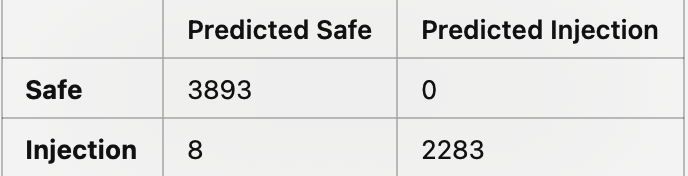 Predicted Safe Predicted Injection
Safe 3893 0
Injection 8 2283